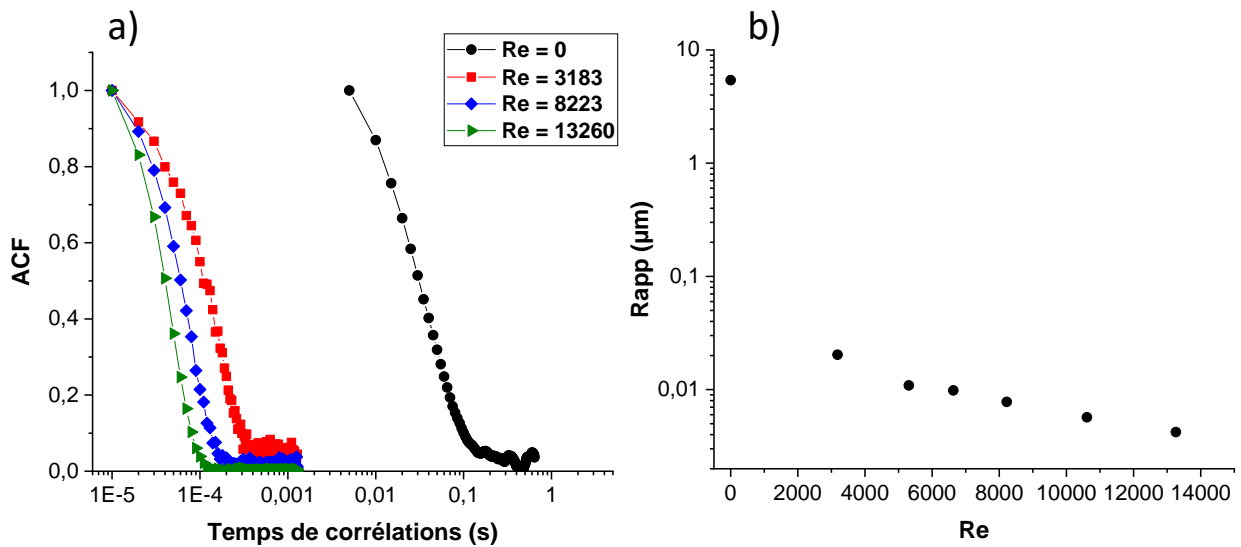 a)
Re = 0
Re = 3183
Re = 8223
Re = 13260
1,0
0,8
0,6
0,4
0,2
0,0
ACF
1E-5 1E-4 0,001 0,01 0,1 1
Temps de corrélations (s)
b)
10
1
0,1
0,01
Rapp (µm)
0 2000 4000 6000 8000 10000 12000 14000
Re